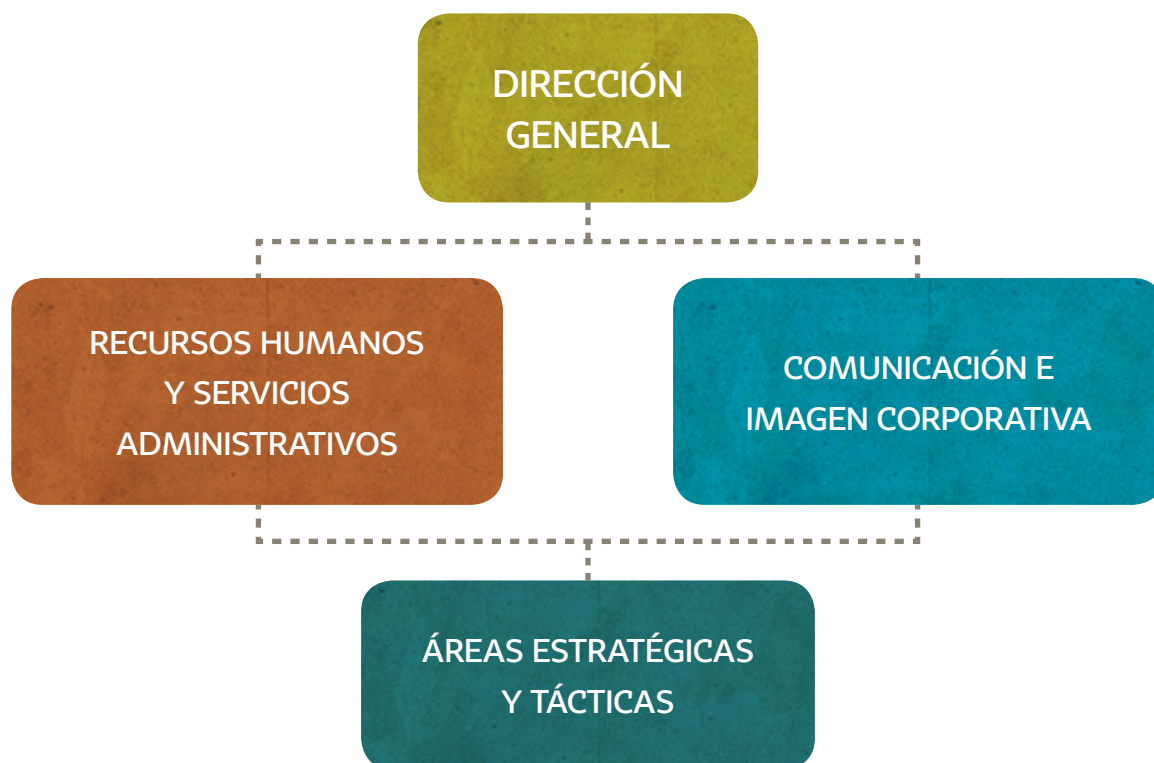 DIRECCIÓN
GENERAL
RECURSOS HUMANOS
Y SERVICIOS
ADMINISTRATIVOS
COMUNICACIÓN E
IMAGEN CORPORATIVA
ÁREAS ESTRATÉGICAS
Y TÁCTICAS